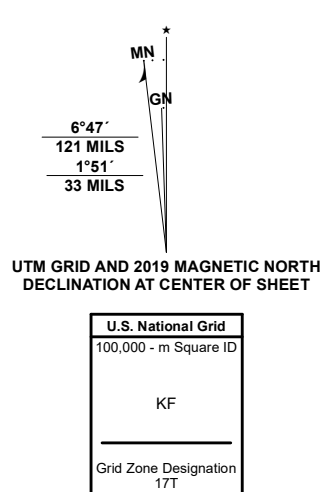 MN
GN
6°47´
121 MILS
1°51´
33 MILS
UTM GRID AND 2019 MAGNETIC NORTH
DECLINATION AT CENTER OF SHEET
U.S. National Grid
100,000 - m Square ID
KF
Grid Zone Designation
17T